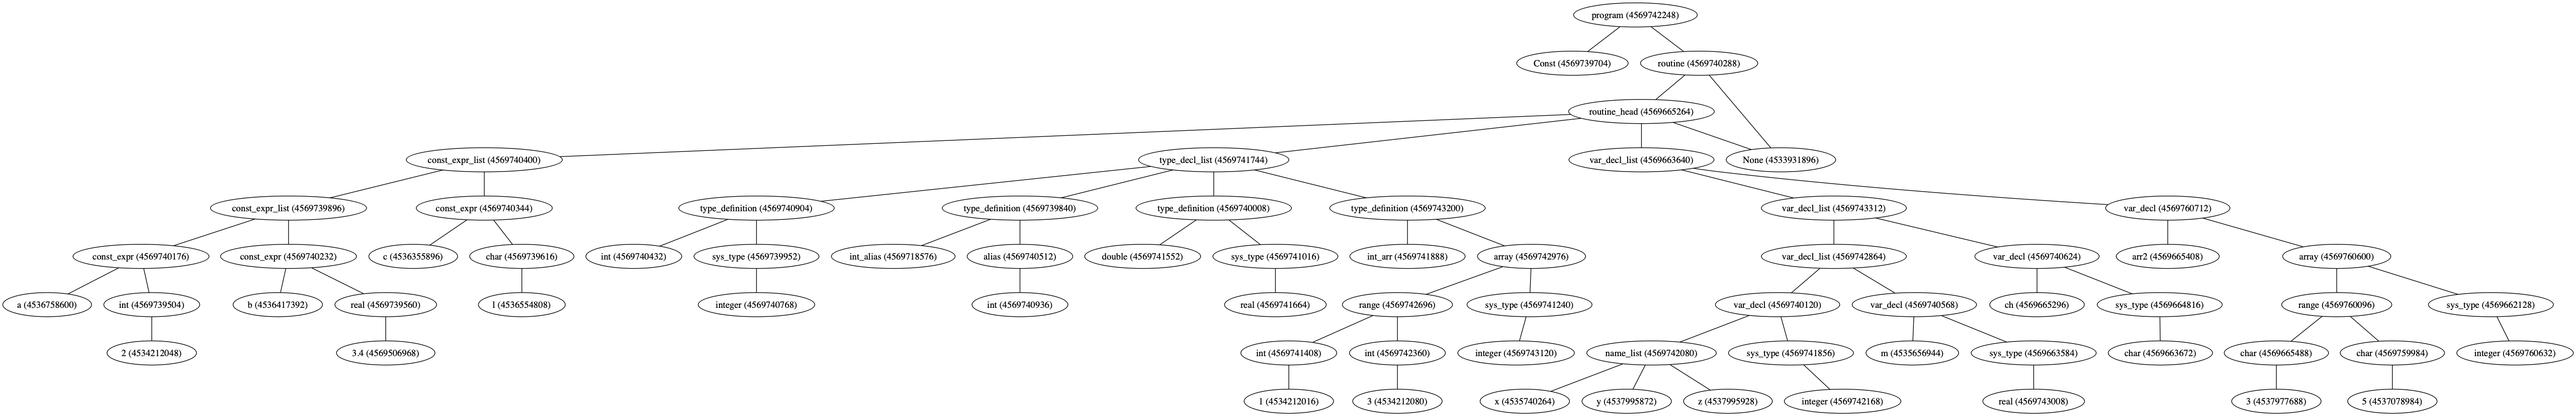 program (4569742248)
Const (4569739704)
routine (4569740288)
routine_head (4569665264)
const_expr_list (4569740400)
type_decl_list (4569741744)
var_decl_list (4569663640)
None (4533931896)
const_expr_list (4569739896)
const_expr (4569740344)
type_definition (4569740904)
type_definition (4569739840)
type_definition (4569740008)
type_definition (4569743200)
var_decl_list (4569743312)
var_decl (4569760712)
const_expr (4569740176)
const_expr (4569740232)
c (4536355896)
char (4569739616)
int (4569740432)
sys_type (4569739952)
int_alias (4569718576)
alias (4569740512)
double (4569741552)
sys_type (4569741016)
int_arr (4569741888)
array (4569742976)
var_decl_list (4569742864)
var_decl (4569740624)
arr2 (4569665408)
array (4569760600)
a (4536758600)
int (4569739504)
b (4536417392)
real (4569739560)
l (4536554808)
integer (4569740768)
int (4569740936)
real (4569741664)
range (4569742696)
sys_type (4569741240)
var_decl (4569740120)
var_decl (4569740568)
ch (4569665296)
sys_type (4569664816)
range (4569760096)
sys_type (4569662128)
2 (4534212048)
3.4 (4569506968)
int (4569741408)
int (4569742360)
integer (4569743120)
name_list (4569742080)
sys_type (4569741856)
m (4535656944)
sys_type (4569663584)
char (4569663672)
char (4569665488)
char (4569759984)
integer (4569760632)
1 (4534212016)
3 (4534212080)
x (4535740264)
y (4537995872)
z (4537995928)
integer (4569742168)
real (4569743008)
3 (4537977688)
5 (4537078984)